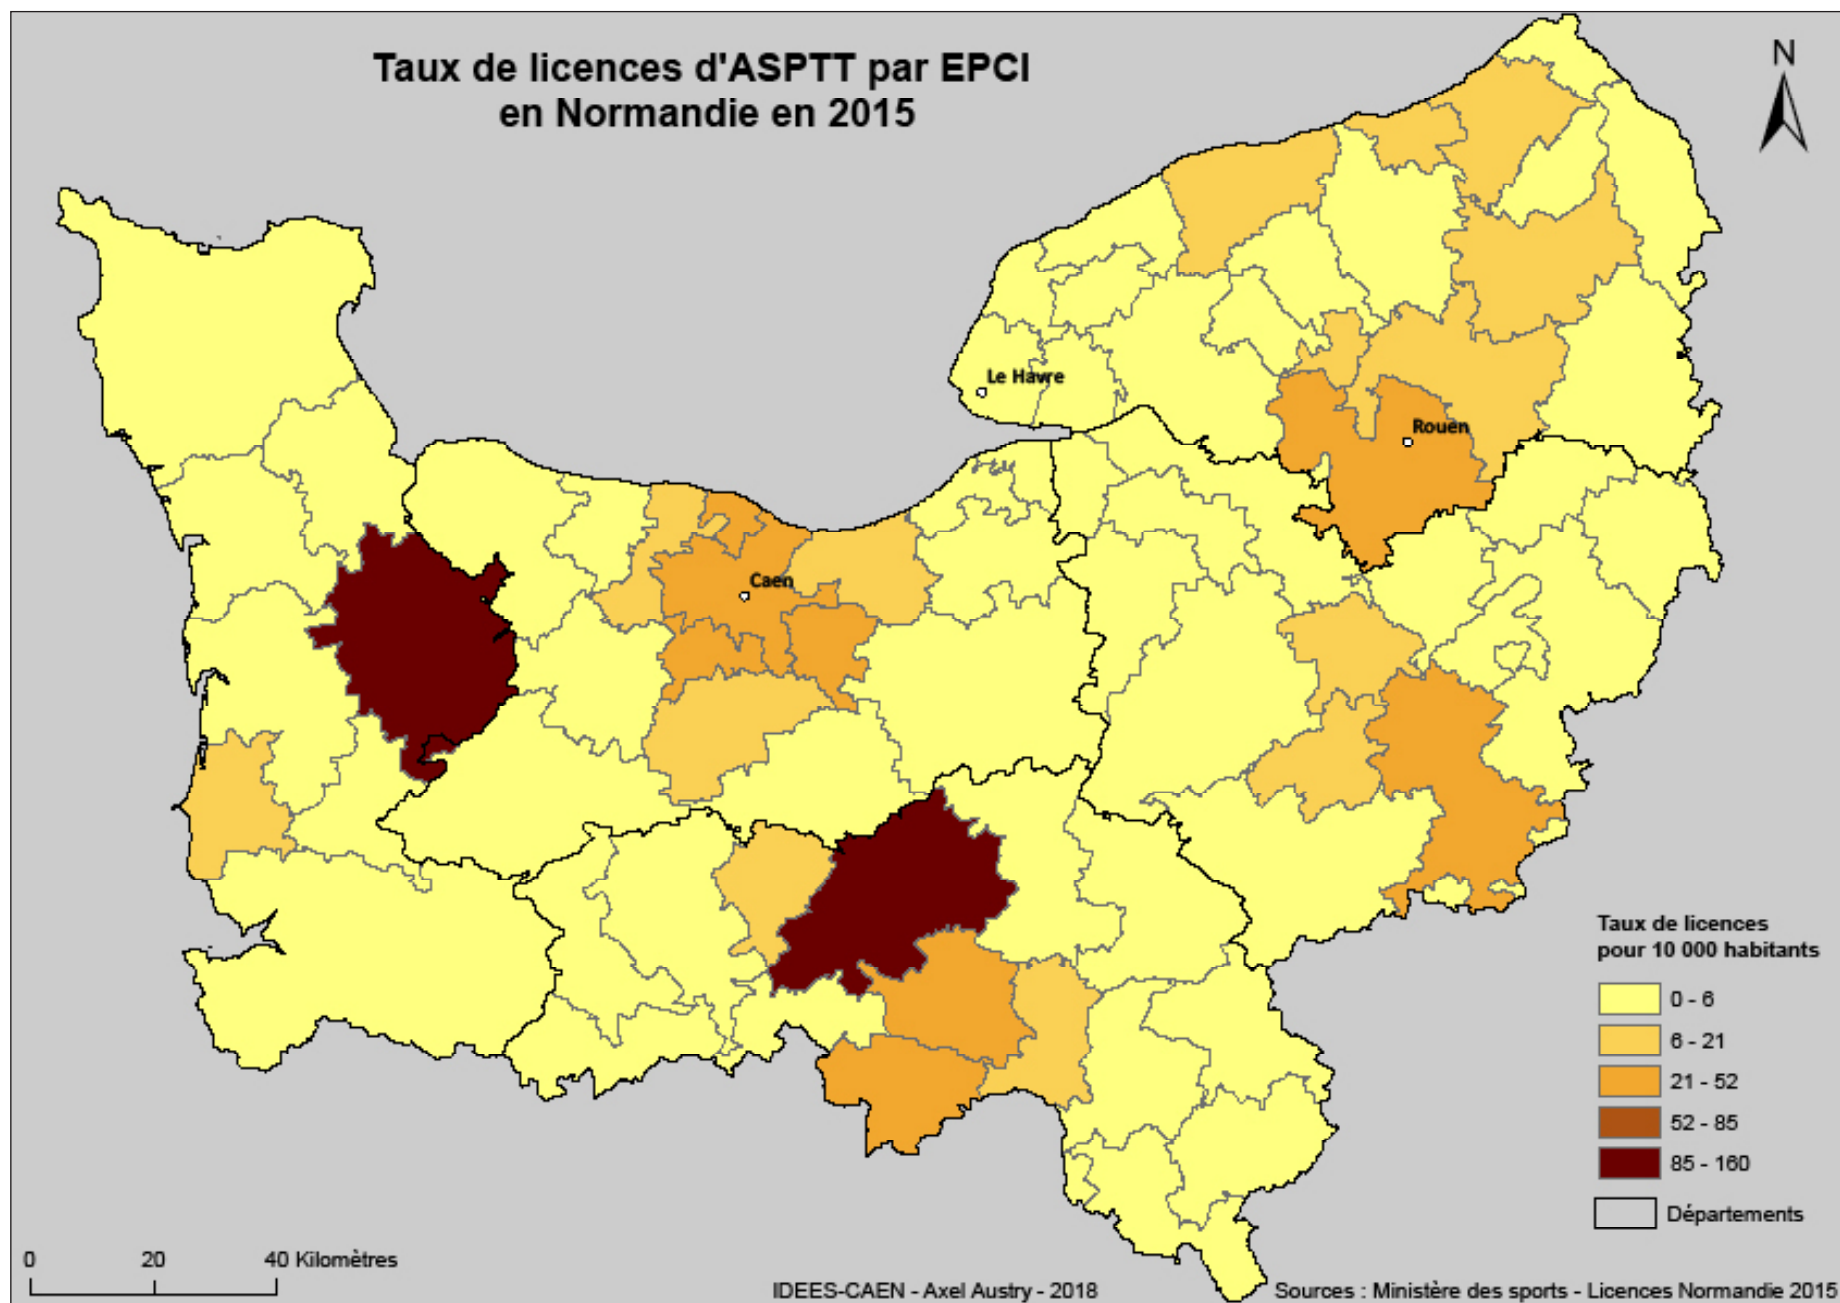 Taux de licences d'ASPTT par EPCI
en Normandie en 2015
N
Le Havre
Rouen
Caen
Taux de licences
pour 10 000 habitants
0 - 6
6 - 21
21 - 52
52 - 85
85 - 160
Départements
0 20 40 Kilomètres
IDEES-CAEN - Axel Austry - 2018
Sources : Ministère des sports - Licences Normandie 2015